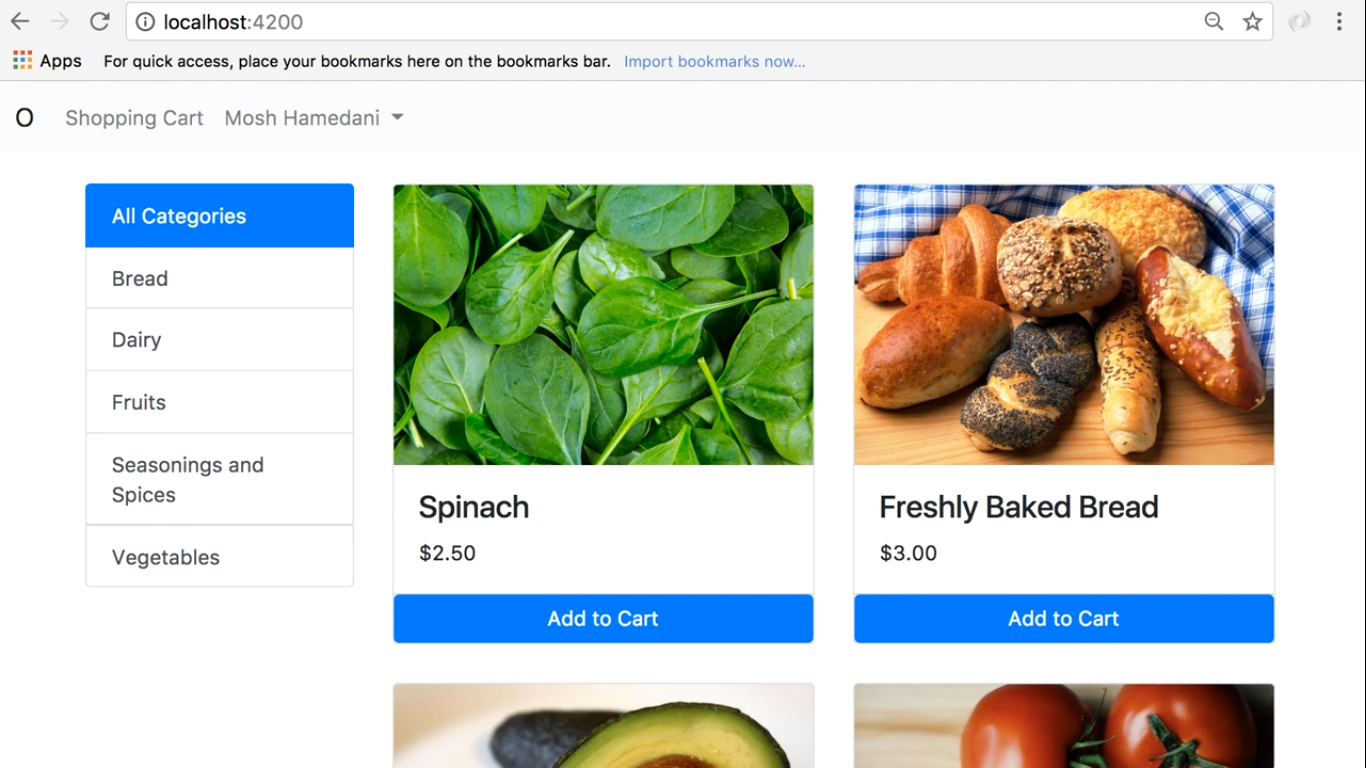 localhost:4200
Apps For quick access, place your bookmarks here on the bookmarks bar. Import bookmarks now...
O Shopping Cart Mosh Hamedani
All Categories
Bread
Dairy
Fruits
Seasonings and
Spices
Vegetables
Spinach
$2.50
Add to Cart
Freshly Baked Bread
$3.00
Add to Cart